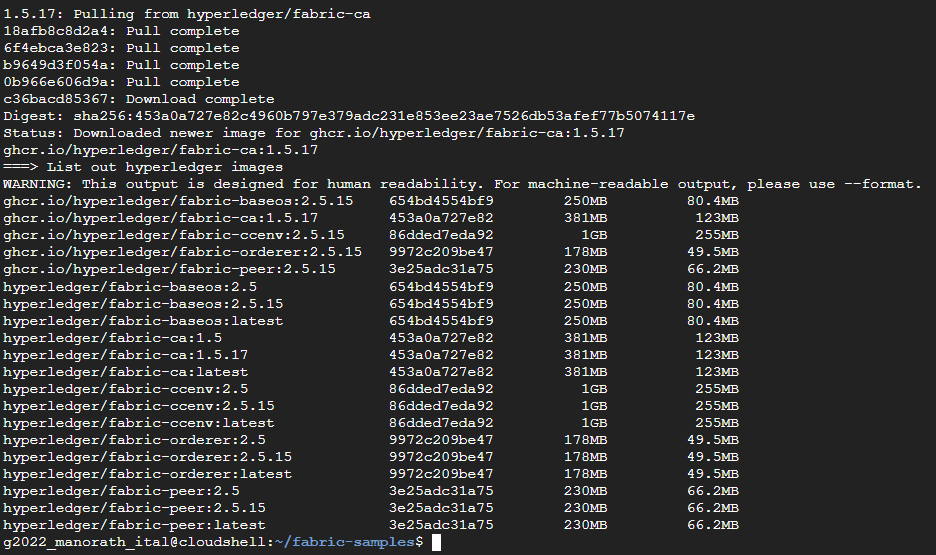 1.5.17: Pulling from hyperledger/fabric-ca
18afb8c8d2a4: Pull complete
6f4ebca3e823: Pull complete
b9649d3f054a: Pull complete
0b966e606d9a: Pull complete
c36bacd85367: Download complete
Digest: sha256:453a0a727e82c4960b797e379adc231e853ee23ae7526db53afef77b5074117e
Status: Downloaded newer image for ghcr.io/hyperledger/fabric-ca:1.5.17
ghcr.io/hyperledger/fabric-ca:1.5.17
===> List out hyperledger images
WARNING: This output is designed for human readability. For machine-readable output, please use --format.
ghcr.io/hyperledger/fabric-baseos:2.5.15 654bd4554bf9 250MB 80.4MB
ghcr.io/hyperledger/fabric-ca:1.5.17 453a0a727e82 381MB 123MB
ghcr.io/hyperledger/fabric-ccenv:2.5.15 86dded7eda92 1GB 255MB
ghcr.io/hyperledger/fabric-orderer:2.5.15 9972c209be47 178MB 49.5MB
ghcr.io/hyperledger/fabric-peer:2.5.15 3e25adc31a75 230MB 66.2MB
hyperledger/fabric-baseos:2.5 654bd4554bf9 250MB 80.4MB
hyperledger/fabric-baseos:2.5.15 654bd4554bf9 250MB 80.4MB
hyperledger/fabric-baseos:latest 654bd4554bf9 250MB 80.4MB
hyperledger/fabric-ca:1.5 453a0a727e82 381MB 123MB
hyperledger/fabric-ca:1.5.17 453a0a727e82 381MB 123MB
hyperledger/fabric-ca:latest 453a0a727e82 381MB 123MB
hyperledger/fabric-ccenv:2.5 86dded7eda92 1GB 255MB
hyperledger/fabric-ccenv:2.5.15 86dded7eda92 1GB 255MB
hyperledger/fabric-ccenv:latest 86dded7eda92 1GB 255MB
hyperledger/fabric-orderer:2.5 9972c209be47 178MB 49.5MB
hyperledger/fabric-orderer:2.5.15 9972c209be47 178MB 49.5MB
hyperledger/fabric-orderer:latest 9972c209be47 178MB 49.5MB
hyperledger/fabric-peer:2.5 3e25adc31a75 230MB 66.2MB
hyperledger/fabric-peer:2.5.15 3e25adc31a75 230MB 66.2MB
hyperledger/fabric-peer:latest 3e25adc31a75 230MB 66.2MB
g2022_manorath_ital@cloudshell:~/fabric-samples$